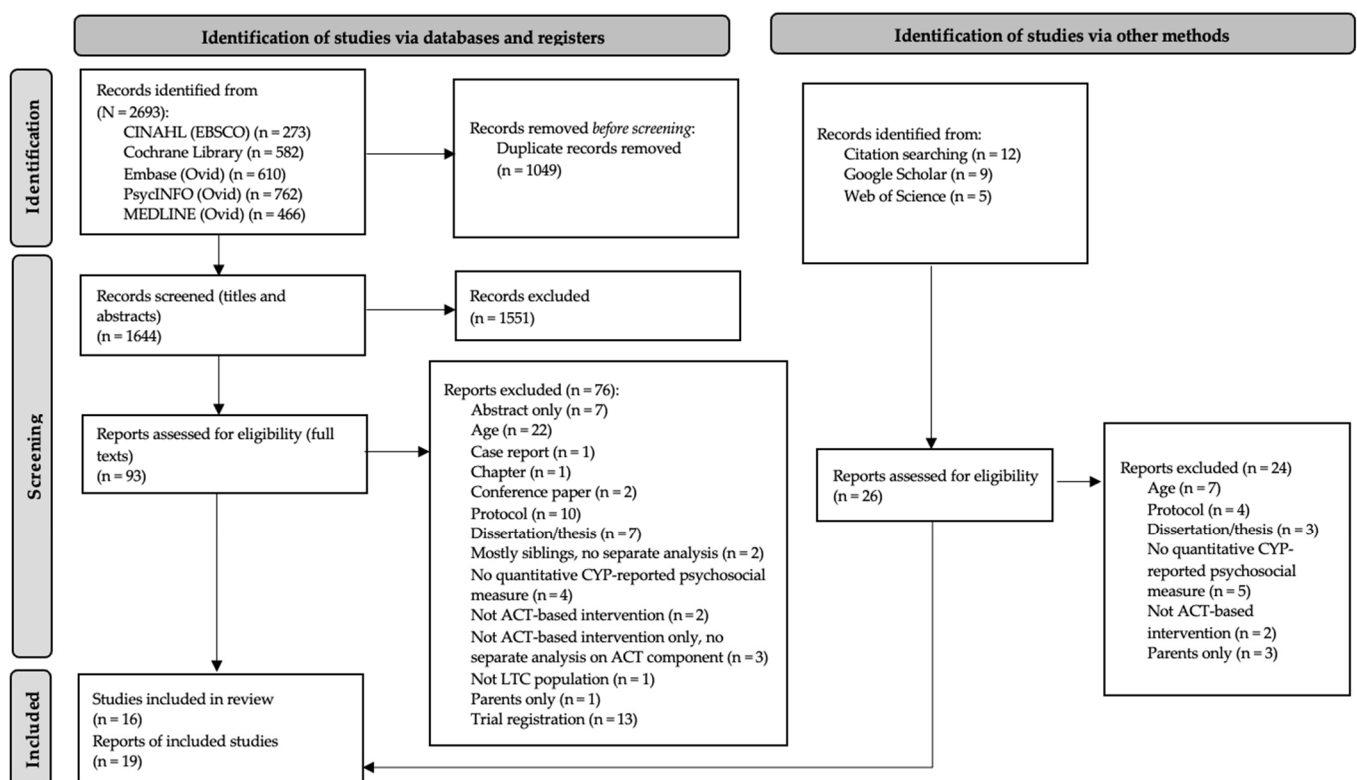 Identification of studies via databases and registers
Identification of studies via other methods
Identification
Records identified from
(N = 2693):
CINAHL (EBSCO) (n = 273)
Cochrane Library (n = 582)
Embase (Ovid) (n = 610)
PsycINFO (Ovid) (n = 762)
MEDLINE (Ovid) (n = 466)
Records removed before screening:
Duplicate records removed
(n = 1049)
Records identified from:
Citation searching (n = 12)
Google Scholar (n = 9)
Web of Science (n = 5)
Screening
Records screened (titles and
abstracts)
(n = 1644)
Records excluded
(n = 1551)
Reports assessed for eligibility (full
texts)
(n = 93)
Reports excluded (n = 76):
Abstract only (n = 7)
Age (n = 22)
Case report (n = 1)
Chapter (n = 1)
Conference paper (n = 2)
Protocol (n = 10)
Dissertation/thesis (n = 7)
Mostly siblings, no separate analysis (n = 2)
No quantitative CYP-reported psychosocial
measure (n = 4)
Not ACT-based intervention (n = 2)
Not ACT-based intervention only, no
separate analysis on ACT component (n = 3)
Not LTC population (n = 1)
Parents only (n = 1)
Trial registration (n = 13)
Reports assessed for eligibility
(n = 26)
Reports excluded (n = 24)
Age (n = 7)
Protocol (n = 4)
Dissertation/thesis (n = 3)
No quantitative CYP-
reported psychosocial
measure (n = 5)
Not ACT-based
intervention (n = 2)
Parents only (n = 3)
Included
Studies included in review
(n = 16)
Reports of included studies
(n = 19)